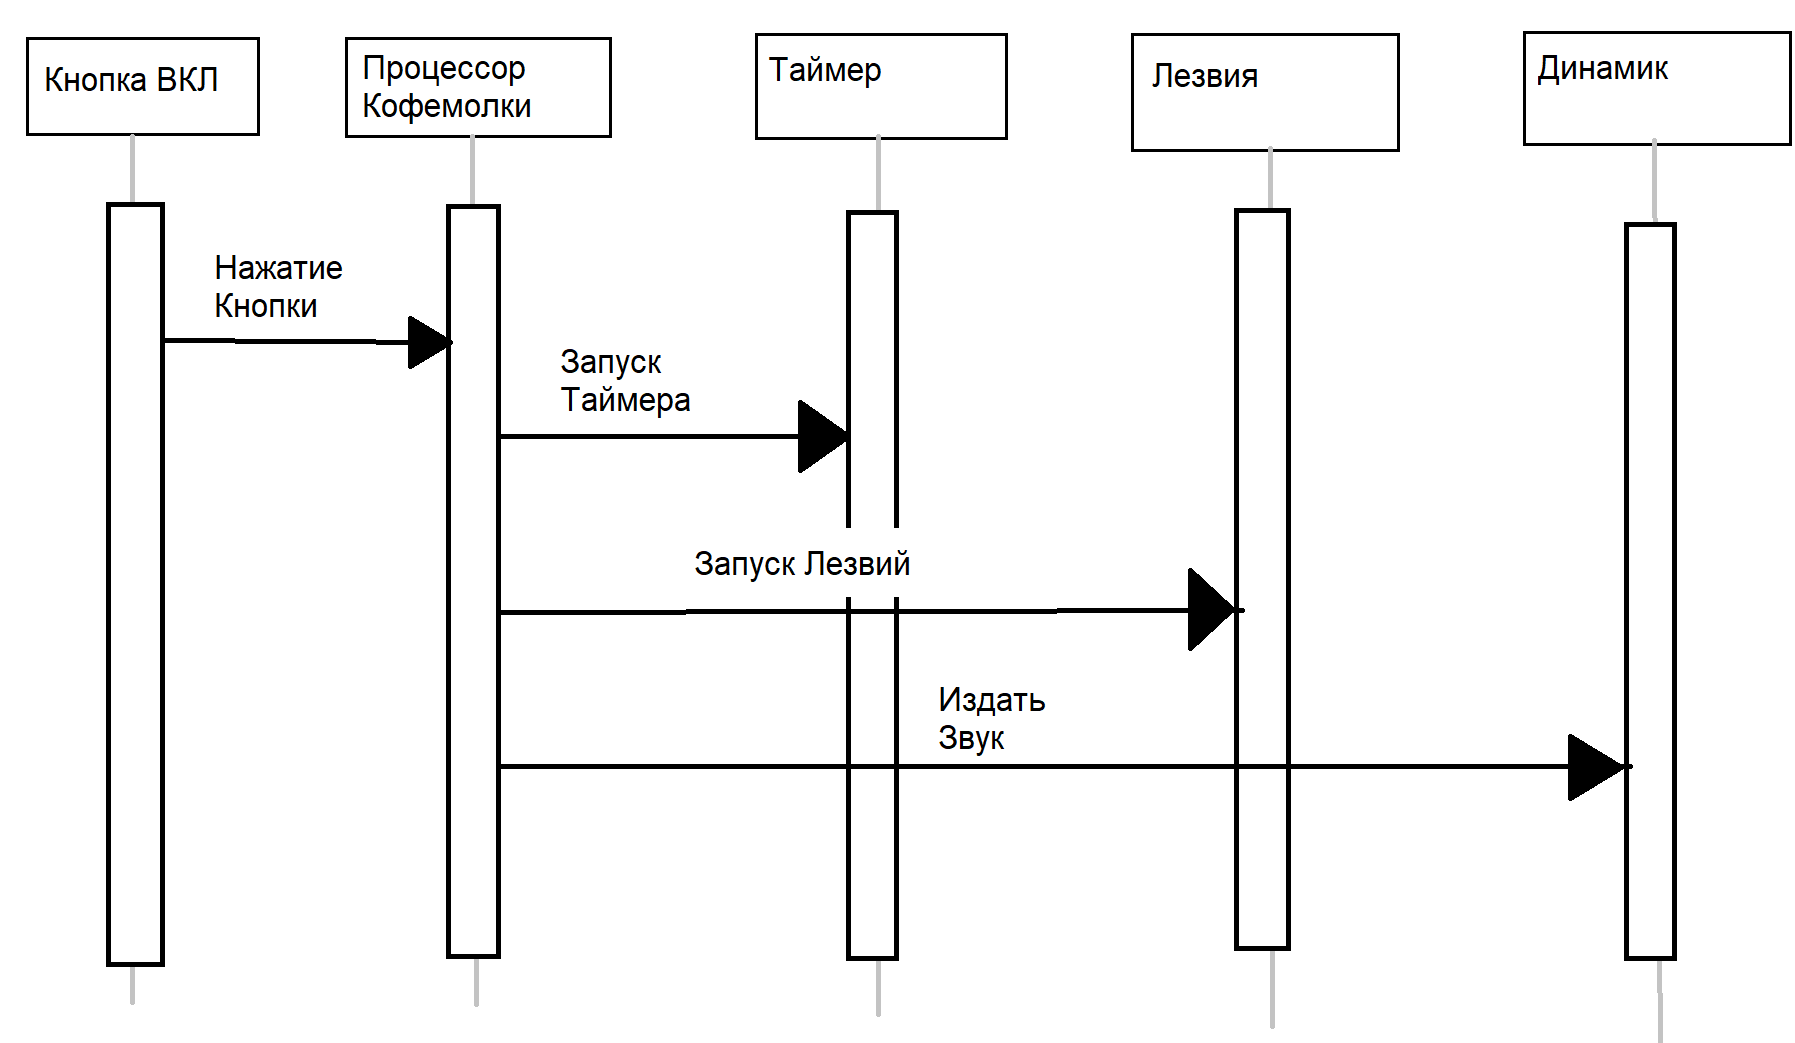 Кнопка ВКЛ
Процессор
Кофемолки
Таймер
Лезвия
Динамик
Нажатие
Кнопки
Запуск
Таймера
Запуск Лезвий
Издать
Звук